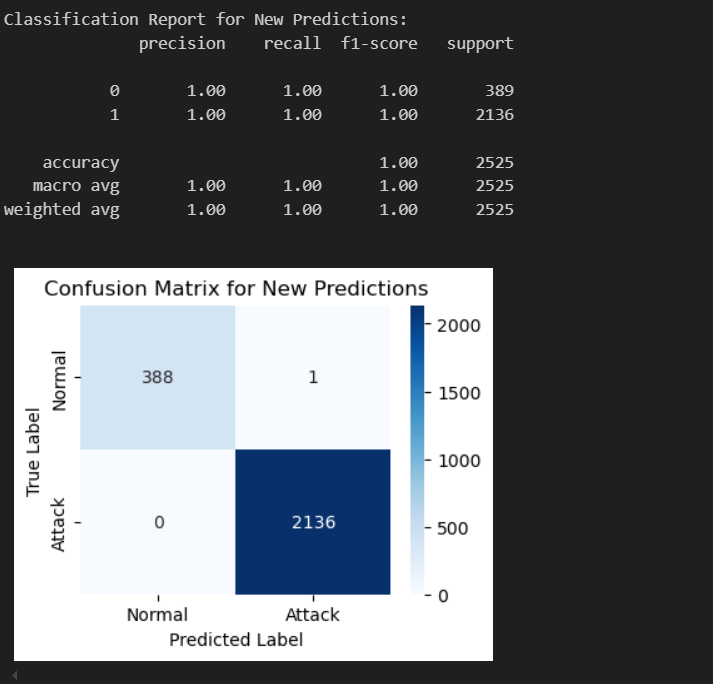 Classification Report for New Predictions:
precision recall f1-score support
0 1.00 1.00 1.00 389
1 1.00 1.00 1.00 2136
accuracy 1.00 2525
macro avg 1.00 1.00 1.00 2525
weighted avg 1.00 1.00 1.00 2525
Confusion Matrix for New Predictions
True Label
Normal
388 1
Attack
0 2136
Normal Attack
Predicted Label
2000
1500
1000
500
0